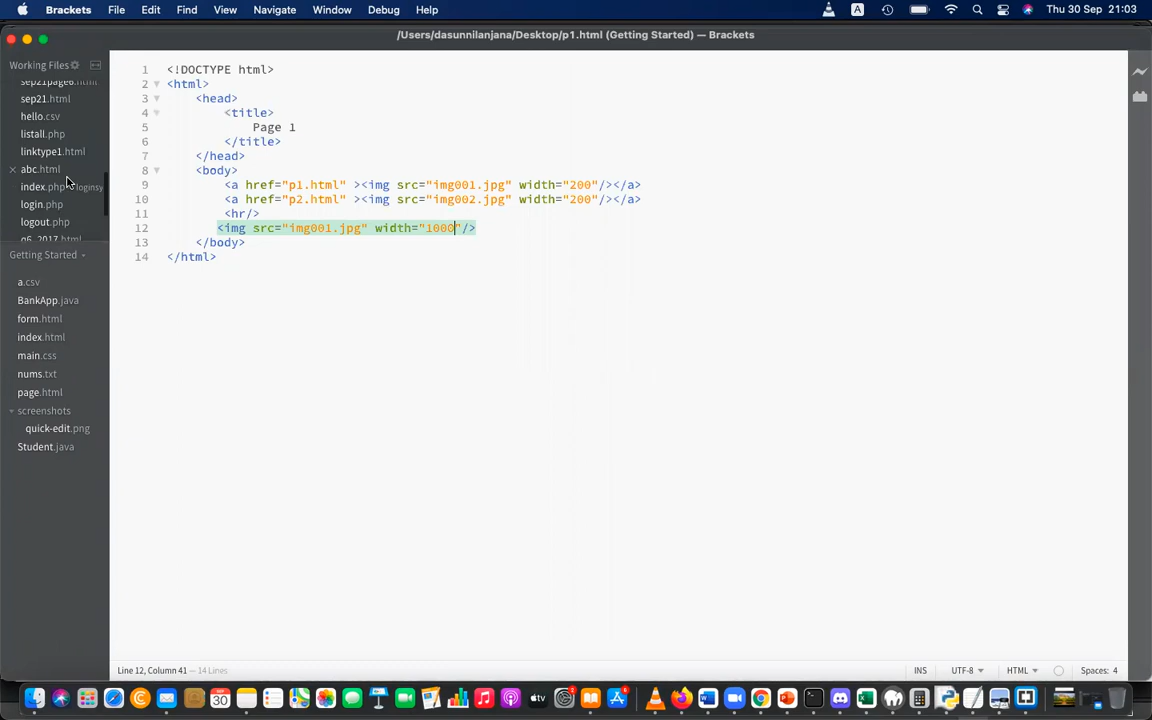 Brackets File Edit Find View Navigate Window Debug Help A Thu 30 Sep 21:03
/Users/dasunnilanjana/Desktop/p1.html (Getting Started) — Brackets
Working Files
sep21page6.html
sep21.html
hello.csv
listall.php
linktype1.html
abc.html
index.php
login.php
logout.php
q6_2017.html
Getting Started
a.csv
BankApp.java
form.html
index.html
main.css
nums.txt
page.html
screenshots
quick-edit.png
Student.java
1 <!DOCTYPE html>
2 <html>
3 <head>
4 <title>
5 Page 1
6 </title>
7 </head>
8 <body>
9 <a href="p1.html" ><img src="img001.jpg" width="200"/></a>
10 <a href="p2.html" ><img src="img002.jpg" width="200"/></a>
11 <hr/>
12 <img src="img001.jpg" width="1000"/>
13 </body>
14 </html>
Line 12, Column 41 — 14 Lines INS UTF-8 HTML Spaces: 4